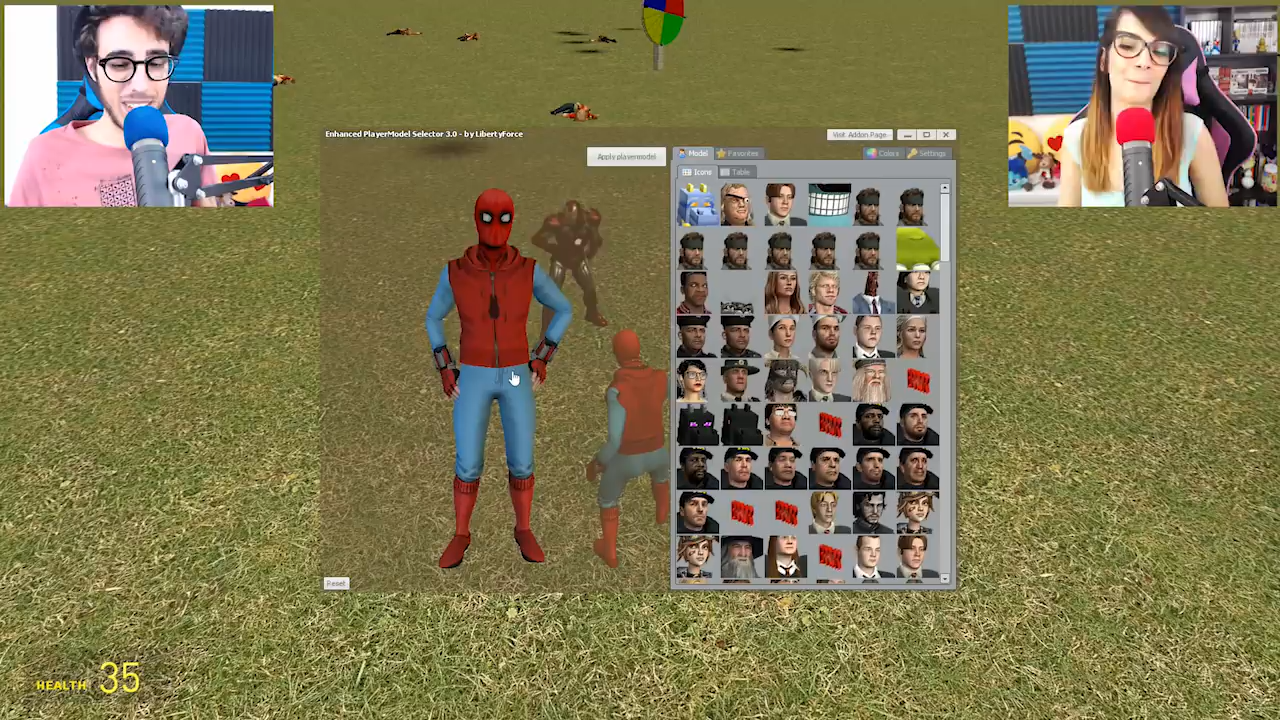 Enhanced PlayerModel Selector 3.0 - by LibertyForce
Visit Addon Page
Apply playermodel
Model
Favorites
Colors
Settings
Icons
Table
Reset
HEALTH 35